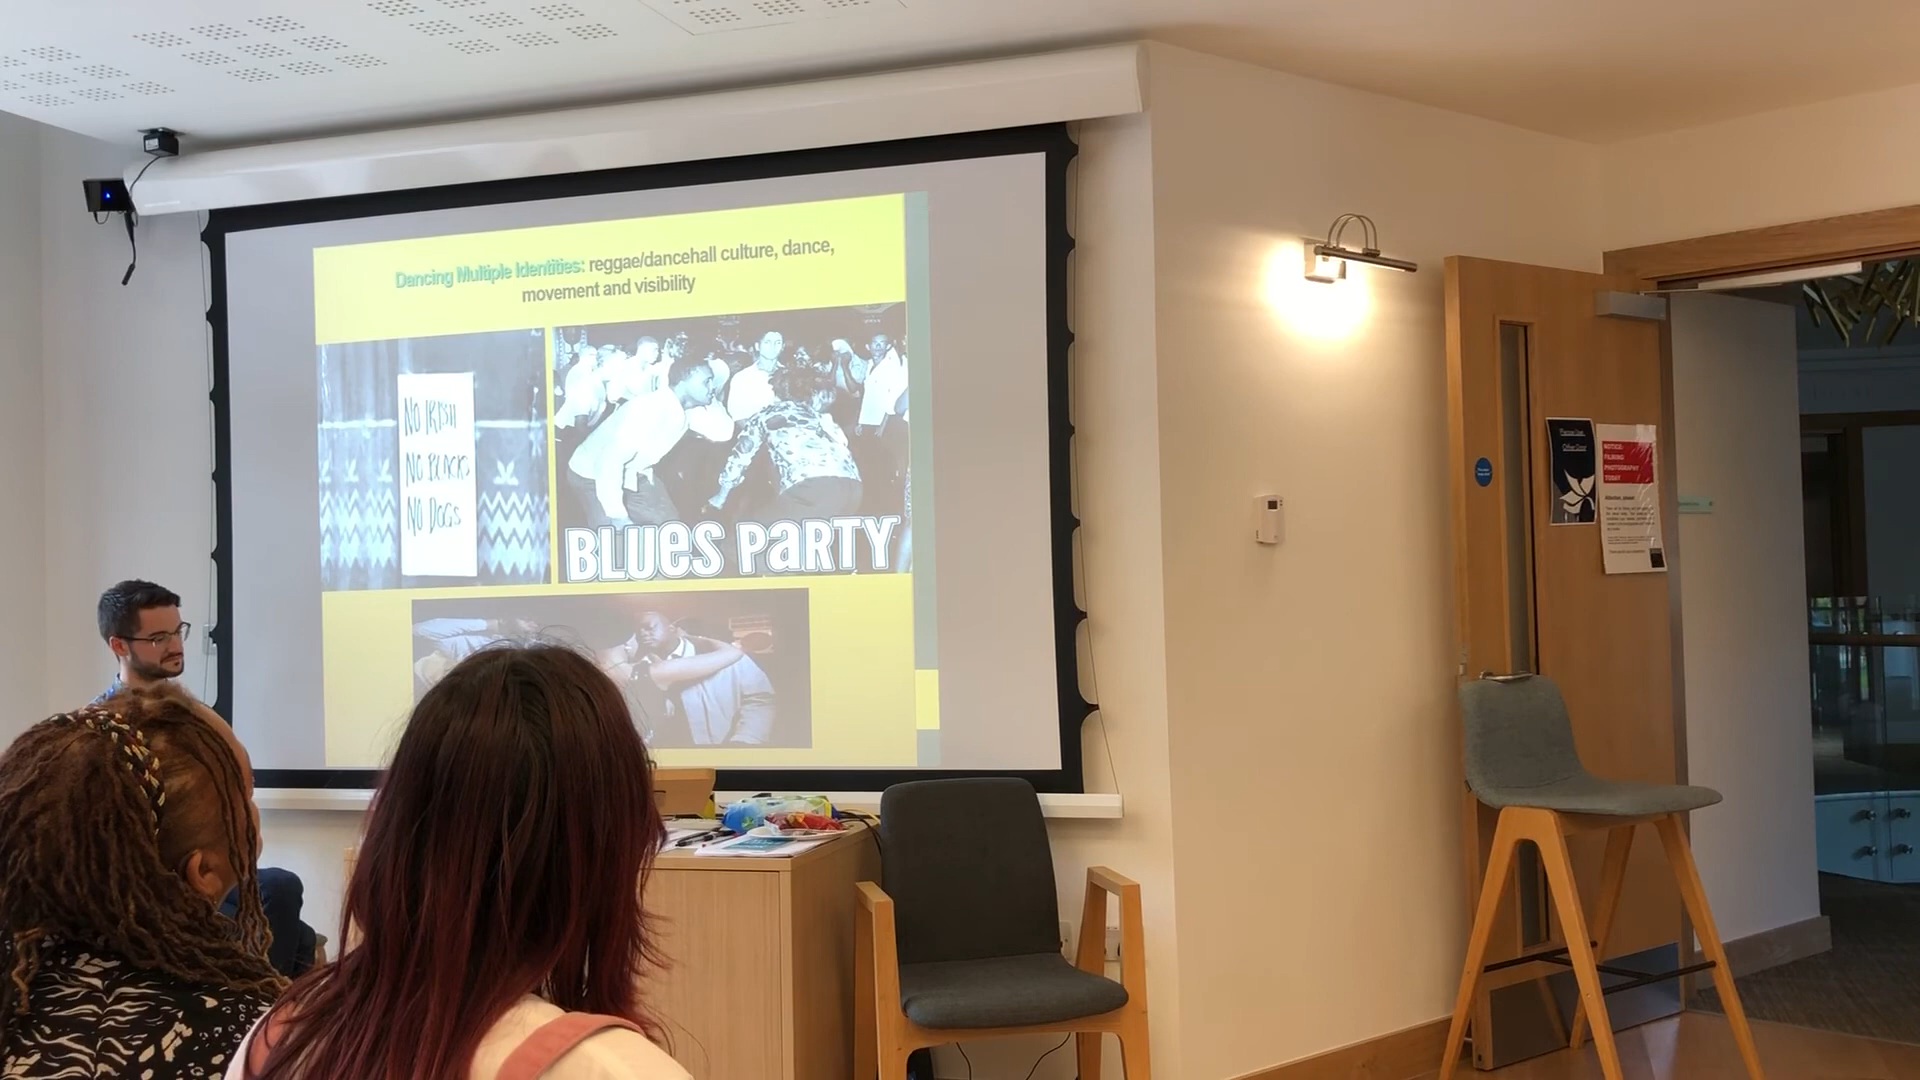 Dancing Multiple Identities: reggae/dancehall culture, dance,
movement and visibility
NO IRISH
NO BLACKS
NO DOGS
BLUES PARTY
NOTICE:
FILMING
PHOTOGRAPHY
TODAY